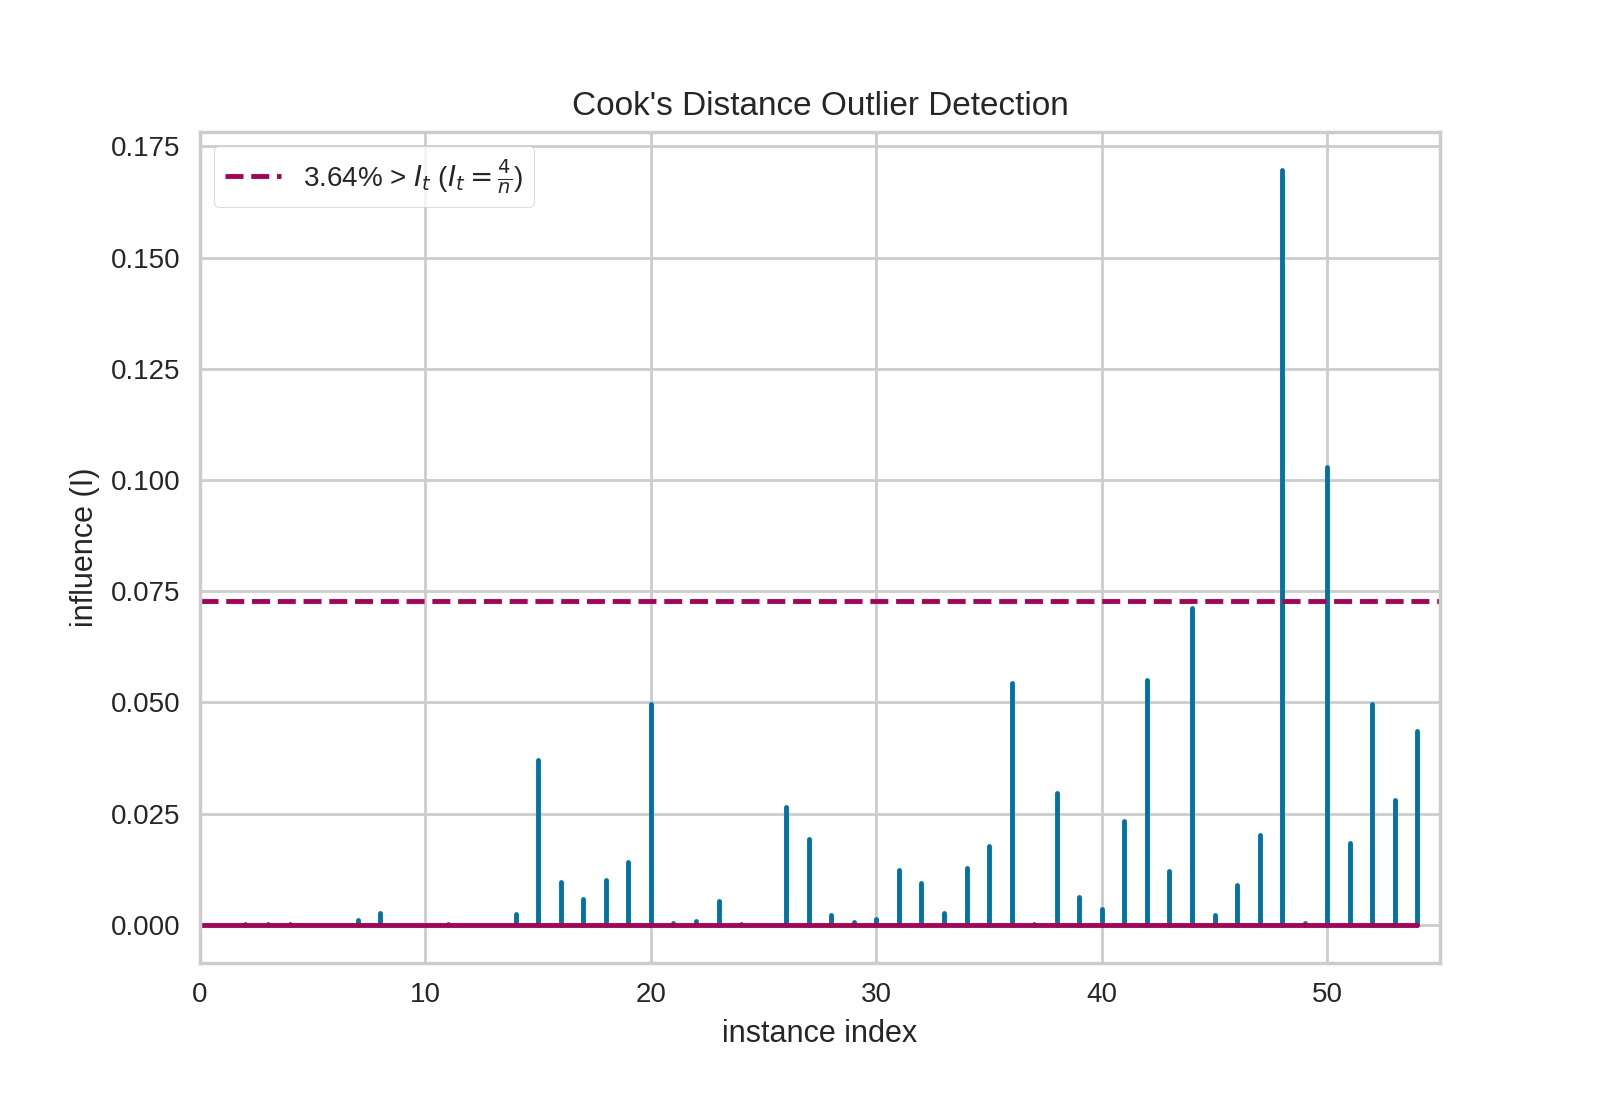 Cook's Distance Outlier Detection
3.64% > I_t (I_t = 4/n)
influence (I)
0.175
0.150
0.125
0.100
0.075
0.050
0.025
0.000
0 10 20 30 40 50
instance index